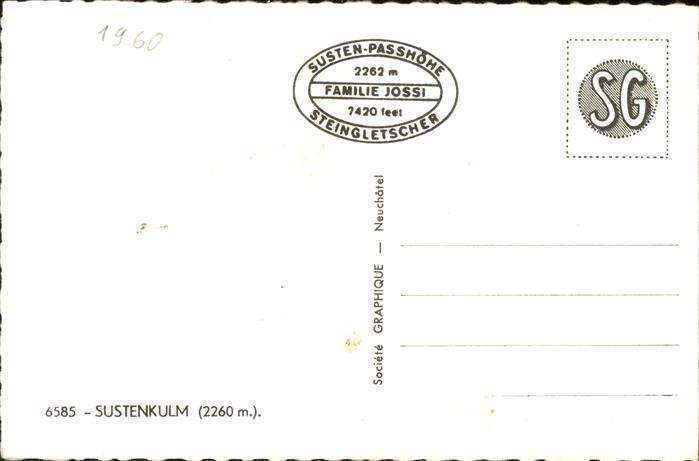 1960
SUSTEN-PASSHÖHE
2262 m
FAMILIE JOSSI
7420 feet
STEINGLETSCHER
SG
Société GRAPHIQUE — Neuchâtel
6585 - SUSTENKULM (2260 m.).